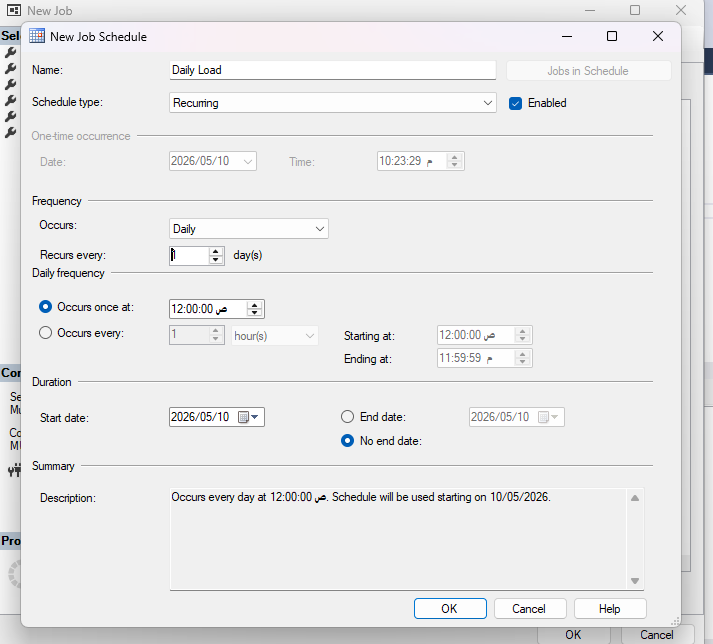 New Job
New Job Schedule
Sel
Name:
Daily Load
Jobs in Schedule
Schedule type:
Recurring
Enabled
One-time occurrence
Date:
2026/05/10
Time:
10:23:29 م
Frequency
Occurs:
Daily
Recurs every:
1
day(s)
Daily frequency
Occurs once at:
12:00:00 ص
Occurs every:
1
hour(s)
Starting at:
12:00:00 ص
Ending at:
11:59:59 م
Con
Duration
Se
Mu
Start date:
2026/05/10
End date:
2026/05/10
Co
MU
No end date:
Summary
Description:
Occurs every day at 12:00:00 ص. Schedule will be used starting on 10/05/2026.
Pro
OK
Cancel
Help
OK
Cancel